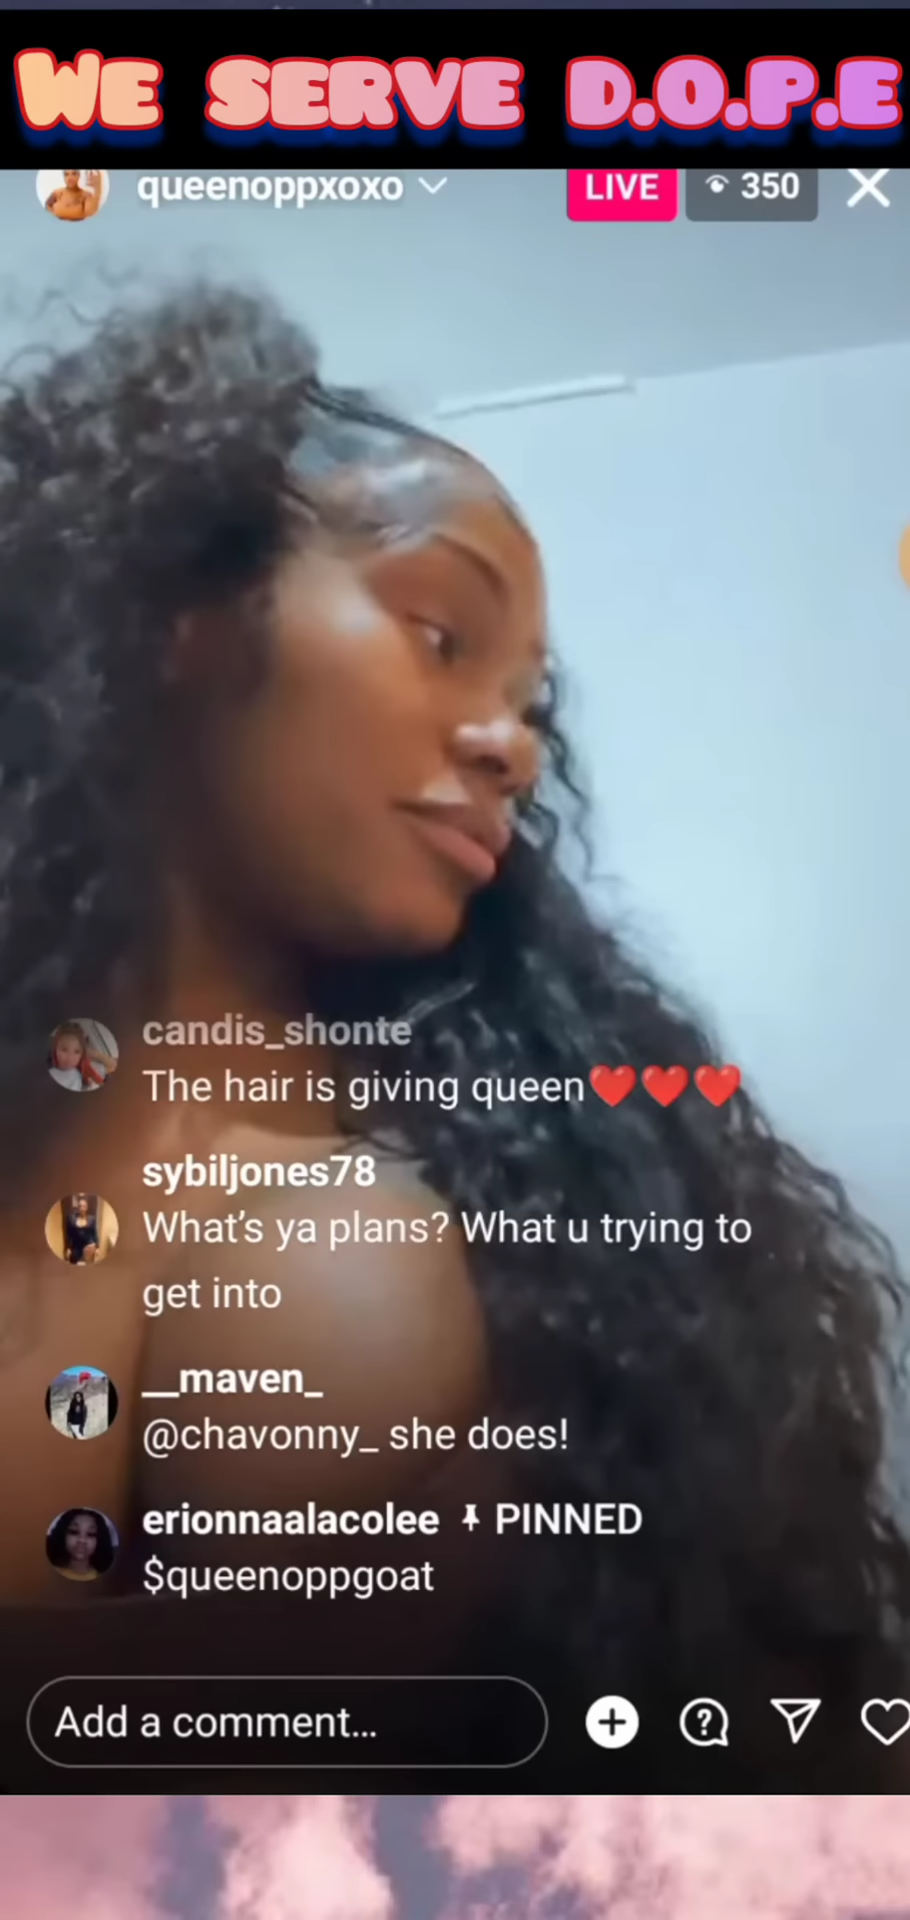 WE SERVE D.O.P.E
queenoppxoxo
LIVE
350
candis_shonte
The hair is giving queen❤️❤️❤️
sybiljones78
What's ya plans? What u trying to
get into
__maven_
@chavonny_ she does!
erionnaalacolee PINNED
$queenoppgoat
Add a comment...